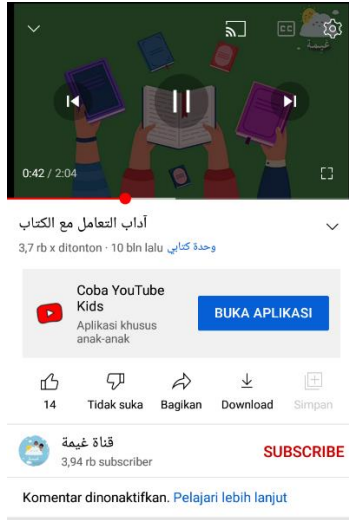 غيمة
0:42 / 2:04
آداب التعامل مع الكتاب
3,7 rb x ditonton · 10 bln lalu وحدة كتابي
Coba YouTube
Kids
Aplikasi khusus
anak-anak
BUKA APLIKASI
14 Tidak suka Bagikan Download Simpan
قناة غيمة
3,94 rb subscriber
SUBSCRIBE
Komentar dinonaktifkan. Pelajari lebih lanjut